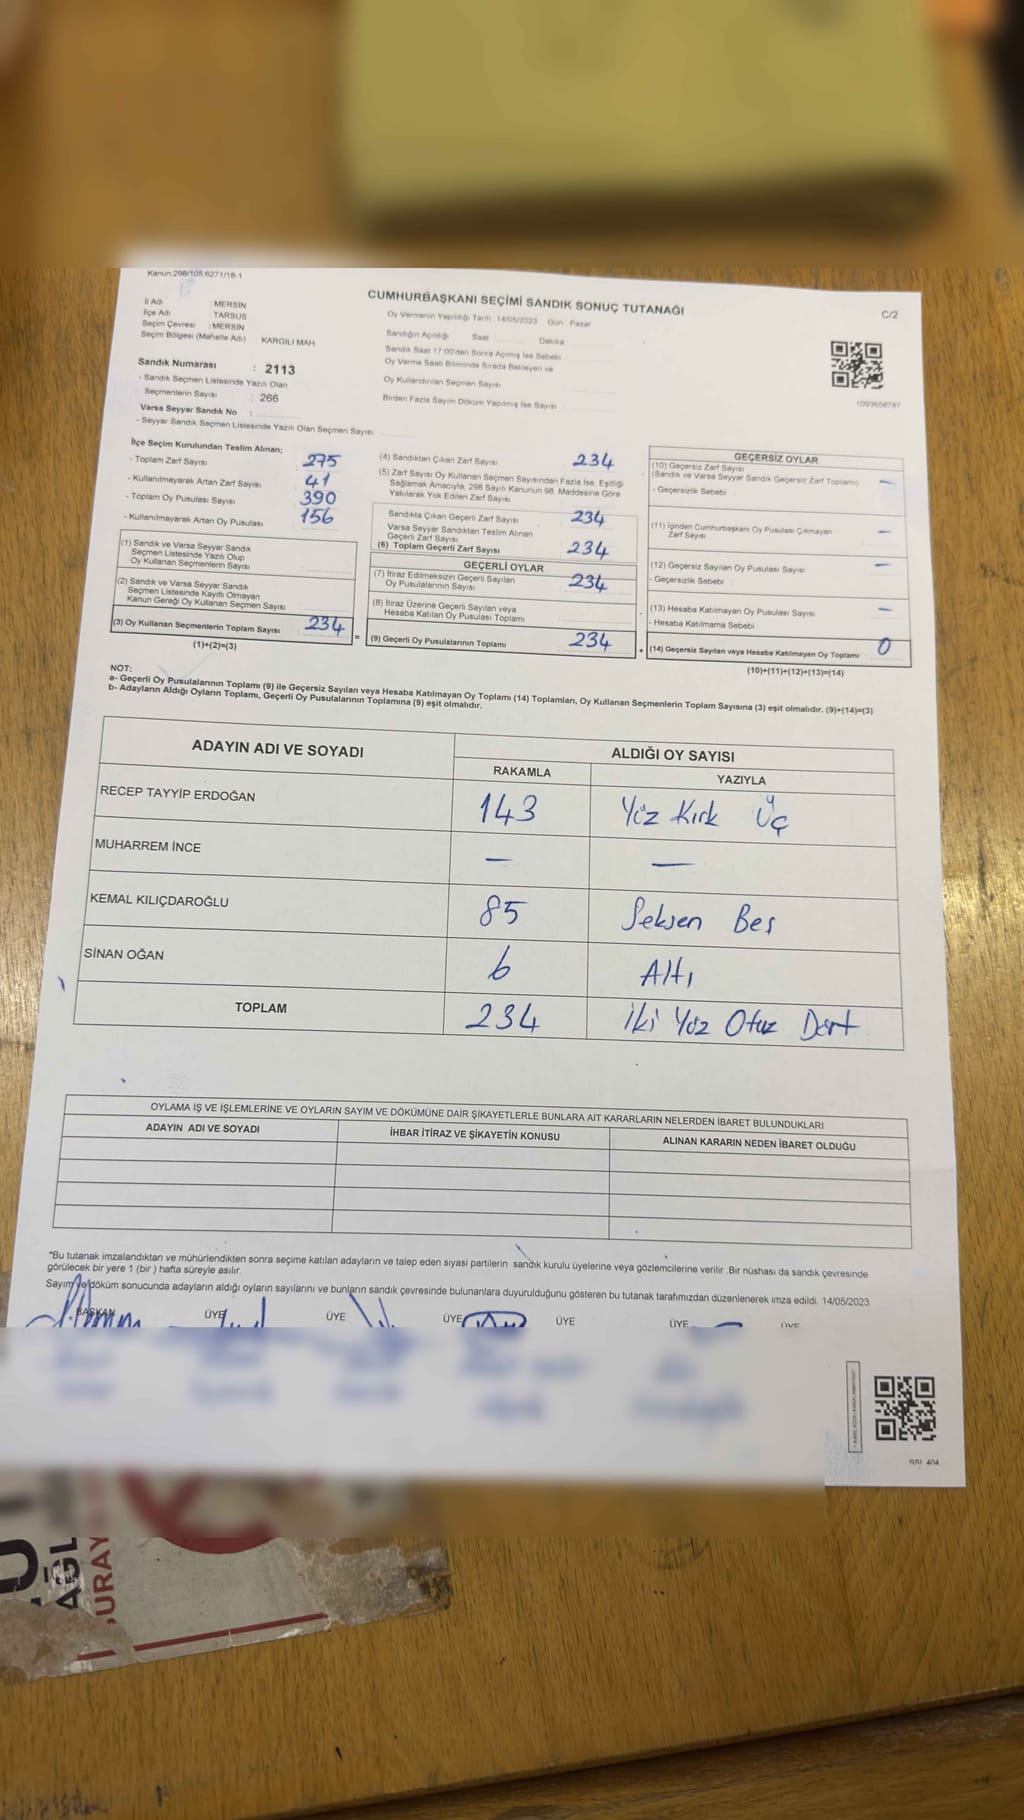 Kanun:298/105;6271/18-1
CUMHURBAŞKANI SEÇİMİ SANDIK SONUÇ TUTANAĞI
C/2
İl Adı : MERSİN
İlçe Adı : TARSUS
Seçim Çevresi : MERSİN
Seçim Bölgesi (Mahalle Adı) : KARGILI MAH
Oy Vermenin Yapıldığı Tarih :14/05/2023 Gün :Pazar
Sandığın Açıldığı Saat Dakika
Sandık Saat 17:00'den Sonra Açılmış İse Sebebi
Oy Verme Saati Bitiminde Sırada Bekleyen ve
Oy Kullandırılan Seçmen Sayısı
Birden Fazla Sayım Döküm Yapılmış İse Sayısı
1093656787
Sandık Numarası : 2113
- Sandık Seçmen Listesinde Yazılı Olan
Seçmenlerin Sayısı : 266
Varsa Seyyar Sandık No :
- Seyyar Sandık Seçmen Listesinde Yazılı Olan Seçmen Sayısı
İlçe Seçim Kurulundan Teslim Alınan;
- Toplam Zarf Sayısı 275
- Kullanılmayarak Artan Zarf Sayısı 41
- Toplam Oy Pusulası Sayısı 390
- Kullanılmayarak Artan Oy Pusulası 156
(1) Sandık ve Varsa Seyyar Sandık
Seçmen Listesinde Yazılı Olup
Oy Kullanan Seçmenlerin Sayısı :
(2) Sandık ve Varsa Seyyar Sandık
Seçmen Listesinde Kayıtlı Olmayan
Kanun Gereği Oy Kullanan Seçmen Sayısı :
(3) Oy Kullanan Seçmenlerin Toplam Sayısı : 234
(1)+(2)=(3)
(4) Sandıktan Çıkan Zarf Sayısı 234
(5) Zarf Sayısı Oy Kullanan Seçmen Sayısından Fazla İse, Eşitliği
Sağlamak Amacıyla, 298 Sayılı Kanunun 98. Maddesine Göre
Yakılarak Yok Edilen Zarf Sayısı
Sandıkta Çıkan Geçerli Zarf Sayısı 234
Varsa Seyyar Sandıktan Teslim Alınan
Geçerli Zarf Sayısı
(6) Toplam Geçerli Zarf Sayısı 234
GEÇERLİ OYLAR
(7) İtiraz Edilmeksizin Geçerli Sayılan
Oy Pusulalarının Sayısı 234
(8) İtiraz Üzerine Geçerli Sayılan veya
Hesaba Katılan Oy Pusulası Toplamı
= (9) Geçerli Oy Pusulalarının Toplamı 234
GEÇERSİZ OYLAR
(10) Geçersiz Zarf Sayısı
(Sandık ve Varsa Seyyar Sandık Geçersiz Zarf Toplamı) —
- Geçersizlik Sebebi
(11) İçinden Cumhurbaşkanı Oy Pusulası Çıkmayan
Zarf Sayısı —
(12) Geçersiz Sayılan Oy Pusulası Sayısı —
- Geçersizlik Sebebi :
(13) Hesaba Katılmayan Oy Pusulası Sayısı —
- Hesaba Katılmama Sebebi :
+ (14) Geçersiz Sayılan veya Hesaba Katılmayan Oy Toplamı 0
(10)+(11)+(12)+(13)=(14)
NOT:
a- Geçerli Oy Pusulalarının Toplamı (9) ile Geçersiz Sayılan veya Hesaba Katılmayan Oy Toplamı (14) Toplamları, Oy Kullanan Seçmenlerin Toplam Sayısına (3) eşit olmalıdır. (9)+(14)=(3)
b- Adayların Aldığı Oyların Toplamı, Geçerli Oy Pusulalarının Toplamına (9) eşit olmalıdır.
ADAYIN ADI VE SOYADI
ALDIĞI OY SAYISI
RAKAMLA YAZIYLA
RECEP TAYYİP ERDOĞAN 143 Yüz Kırk Üç
MUHARREM İNCE — —
KEMAL KILIÇDAROĞLU 85 Seksen Beş
SİNAN OĞAN 6 Altı
TOPLAM 234 İki Yüz Otuz Dört
OYLAMA İŞ VE İŞLEMLERİNE VE OYLARIN SAYIM VE DÖKÜMÜNE DAİR ŞİKAYETLERLE BUNLARA AİT KARARLARIN NELERDEN İBARET BULUNDUKLARI
ADAYIN ADI VE SOYADI İHBAR İTİRAZ VE ŞİKAYETİN KONUSU ALINAN KARARIN NEDEN İBARET OLDUĞU
*Bu tutanak imzalandıktan ve mühürlendikten sonra seçime katılan adayların ve talep eden siyasi partilerin sandık kurulu üyelerine veya gözlemcilerine verilir .Bir nüshası da sandık çevresinde
görülecek bir yere 1 (bir ) hafta süreyle asılır.
Sayım ve döküm sonucunda adayların aldığı oyların sayılarını ve bunların sandık çevresinde bulunanlara duyurulduğunu gösteren bu tutanak tarafımızdan düzenlenerek imza edildi. 14/05/2023
BAŞKAN ÜYE ÜYE ÜYE ÜYE ÜYE ÜYE